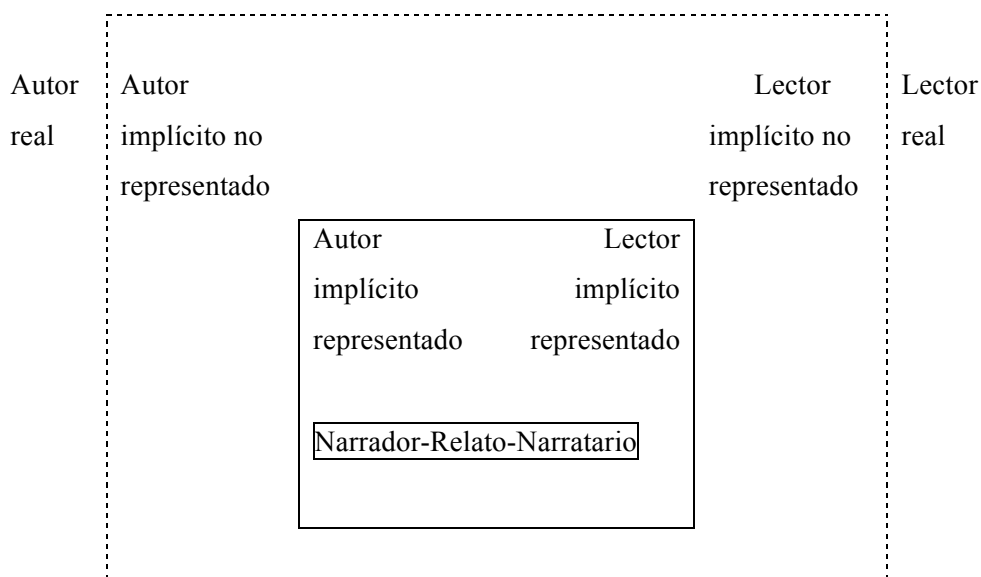 Autor Autor Lector Lector
real implícito no implícito no real
representado representado
Autor Lector
implícito implícito
representado representado
Narrador-Relato-Narratario